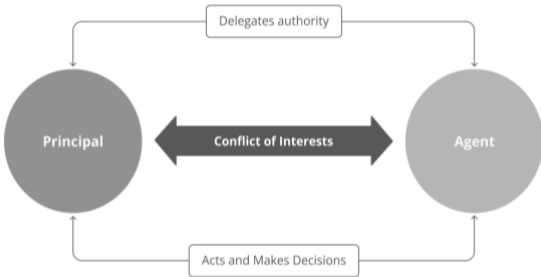 Delegates authority
Principal
Conflict of Interests
Agent
Acts and Makes Decisions